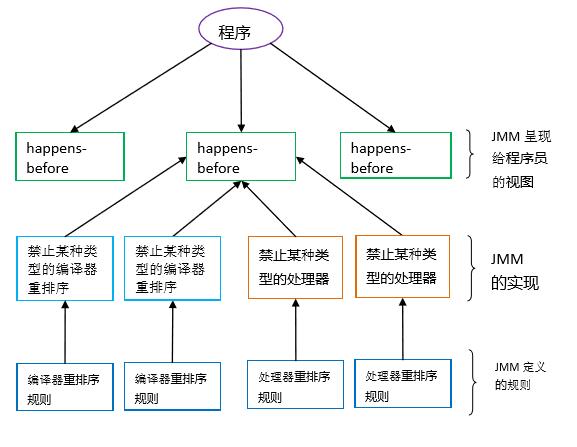 程序
happens-
before
happens-
before
happens-
before
JMM 呈现
给程序员
的视图
禁止某种类
型的编译器
重排序
禁止某种类
型的编译器
重排序
禁止某种类
型的处理器
禁止某种类
型的处理器
JMM
的实现
编译器重排序
规则
编译器重排序
规则
处理器重排序
规则
处理器重排序
规则
JMM 定义
的规则